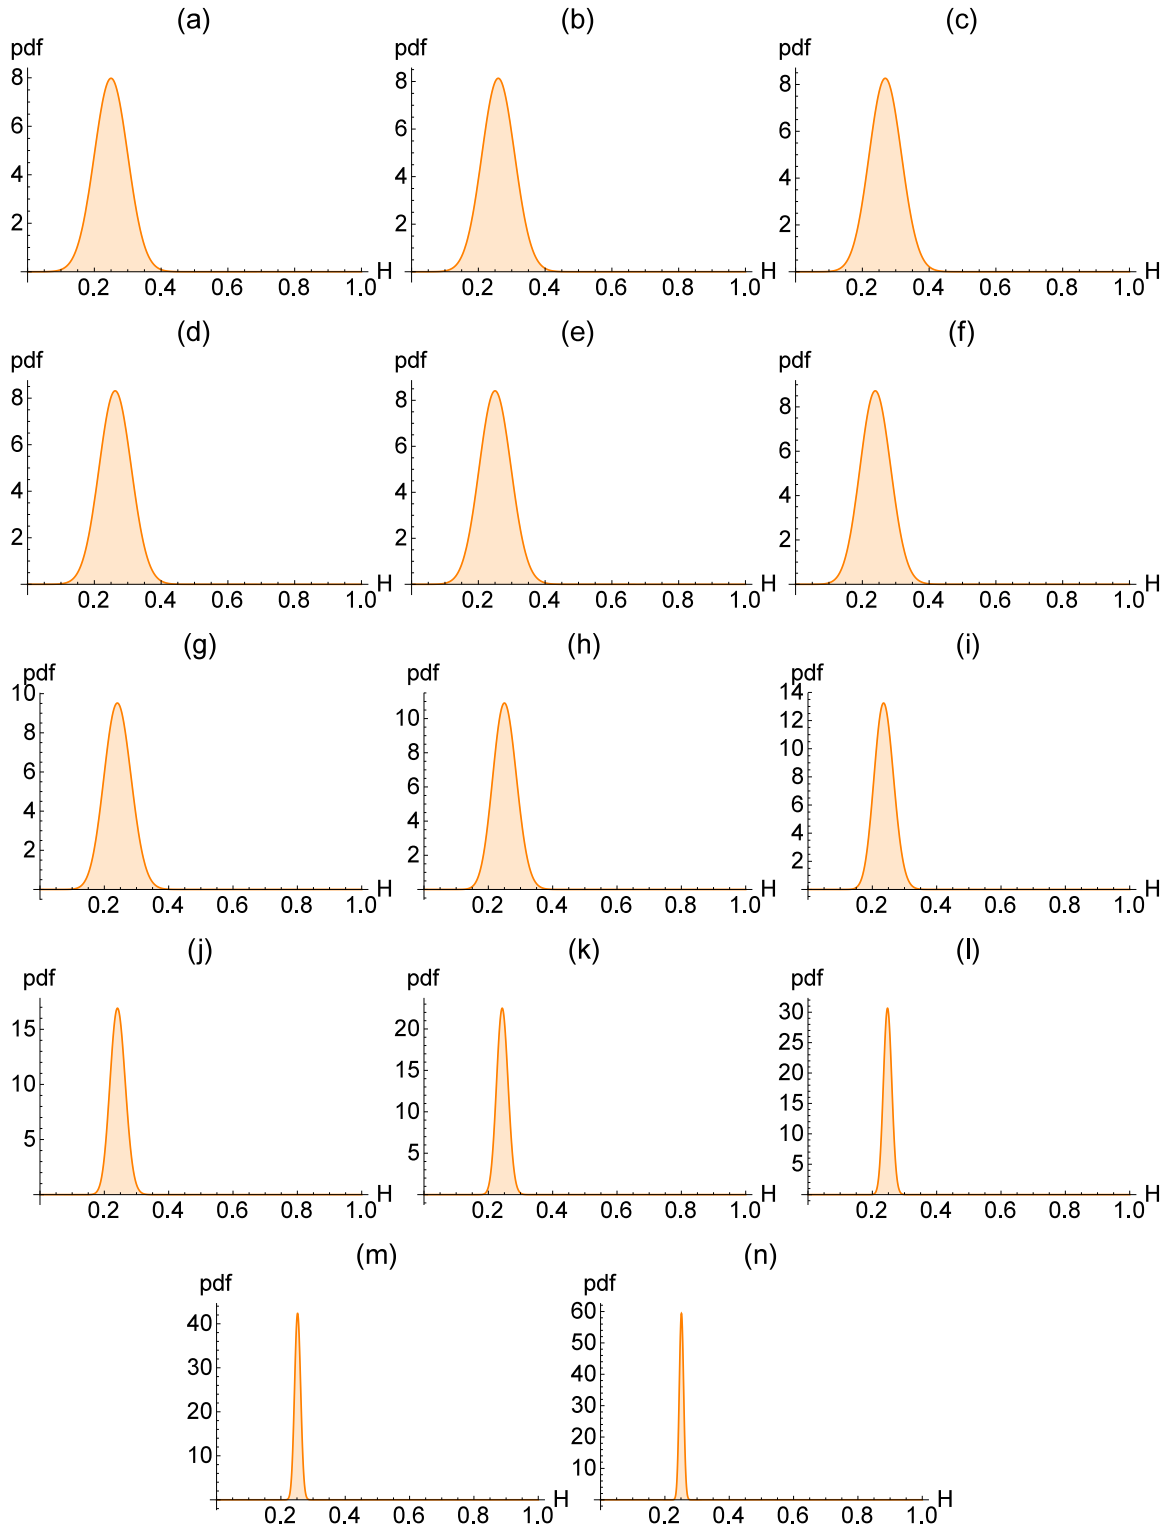 (a) (b) (c)
pdf pdf pdf
8 8 8
6 6 6
4 4 4
2 2 2
0.2 0.4 0.6 0.8 1.0 H 0.2 0.4 0.6 0.8 1.0 H 0.2 0.4 0.6 0.8 1.0 H
(d) (e) (f)
pdf pdf pdf
8 8 8
6 6 6
4 4 4
2 2 2
0.2 0.4 0.6 0.8 1.0 H 0.2 0.4 0.6 0.8 1.0 H 0.2 0.4 0.6 0.8 1.0 H
(g) (h) (i)
pdf pdf pdf
10 10 14
8 8 12
6 6 10
4 4 8
2 2 6
4
2
0.2 0.4 0.6 0.8 1.0 H 0.2 0.4 0.6 0.8 1.0 H 0.2 0.4 0.6 0.8 1.0 H
(j) (k) (l)
pdf pdf pdf
15 20 30
10 15 25
5 10 20
5 15
10
5
0.2 0.4 0.6 0.8 1.0 H 0.2 0.4 0.6 0.8 1.0 H 0.2 0.4 0.6 0.8 1.0 H
(m) (n)
pdf pdf
40 60
30 50
20 40
10 30
20
10
0.2 0.4 0.6 0.8 1.0 H 0.2 0.4 0.6 0.8 1.0 H